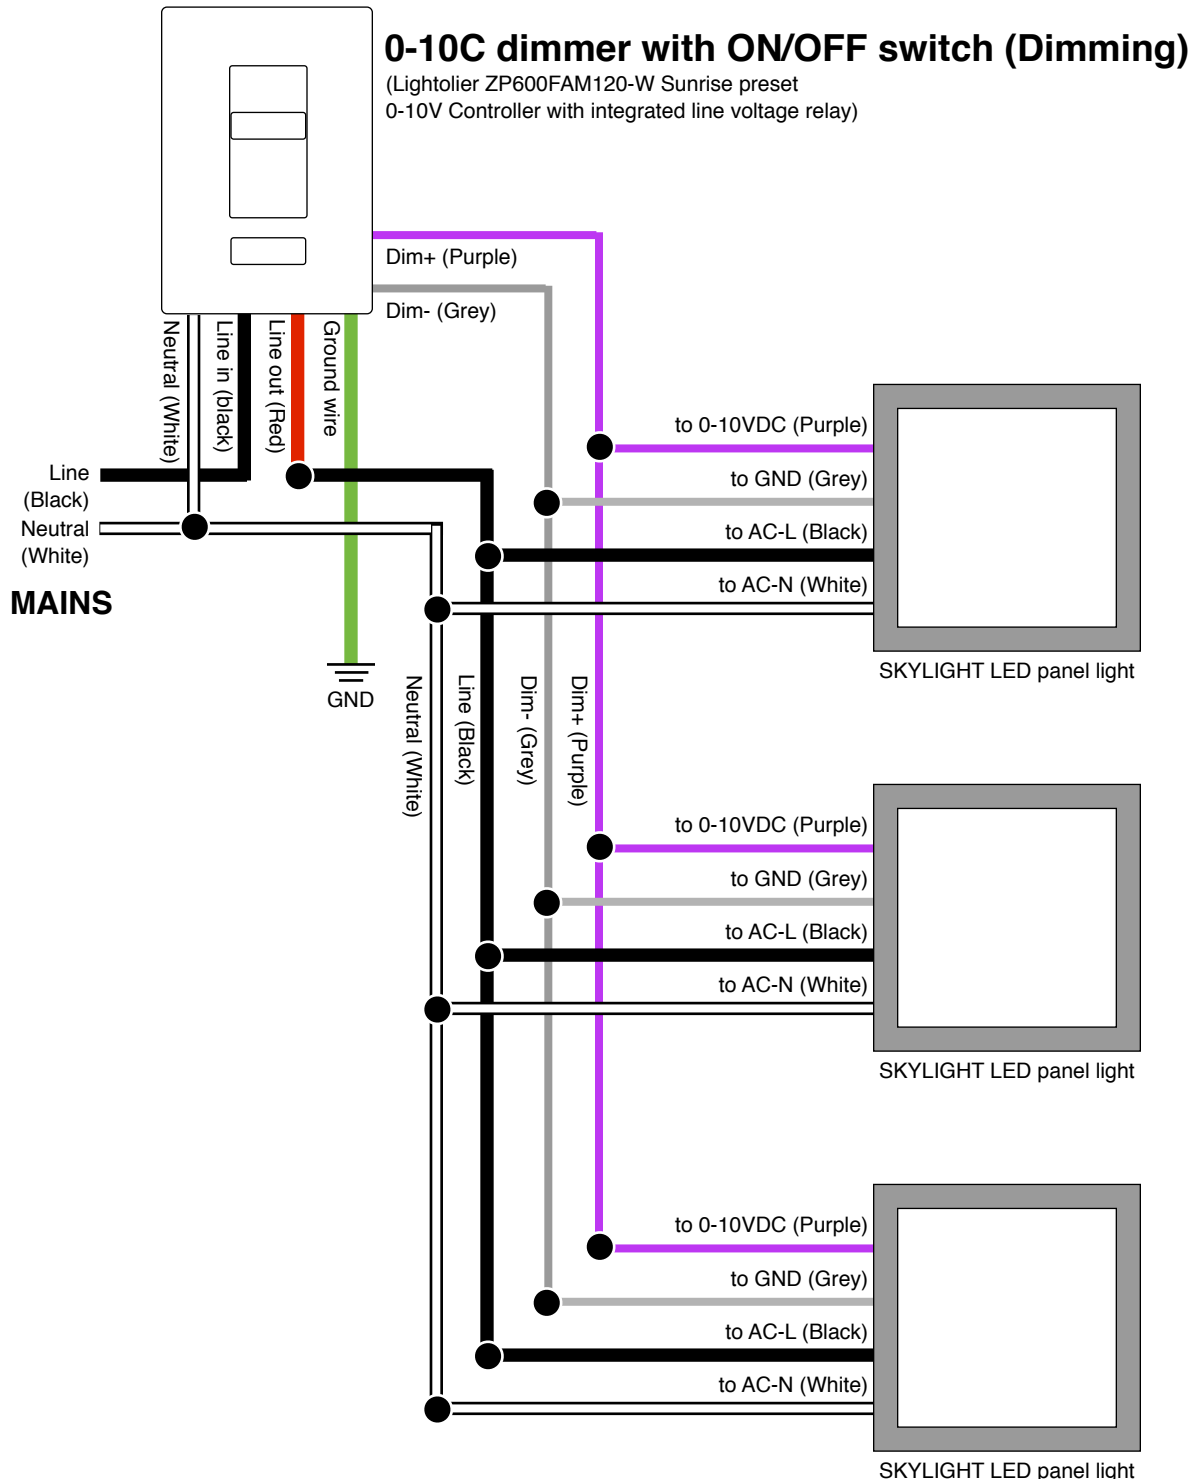 0-10C dimmer with ON/OFF switch (Dimming)
(Lightolier ZP600FAM120-W Sunrise preset
0-10V Controller with integrated line voltage relay)
Dim+ (Purple)
Dim- (Grey)
Neutral (White)
Line in (black)
Line out (Red)
Ground wire
Line
(Black)
Neutral
(White)
MAINS
GND
to 0-10VDC (Purple)
to GND (Grey)
to AC-L (Black)
to AC-N (White)
SKYLIGHT LED panel light
Neutral (White)
Line (Black)
Dim- (Grey)
Dim+ (Purple)
to 0-10VDC (Purple)
to GND (Grey)
to AC-L (Black)
to AC-N (White)
SKYLIGHT LED panel light
to 0-10VDC (Purple)
to GND (Grey)
to AC-L (Black)
to AC-N (White)
SKYLIGHT LED panel light